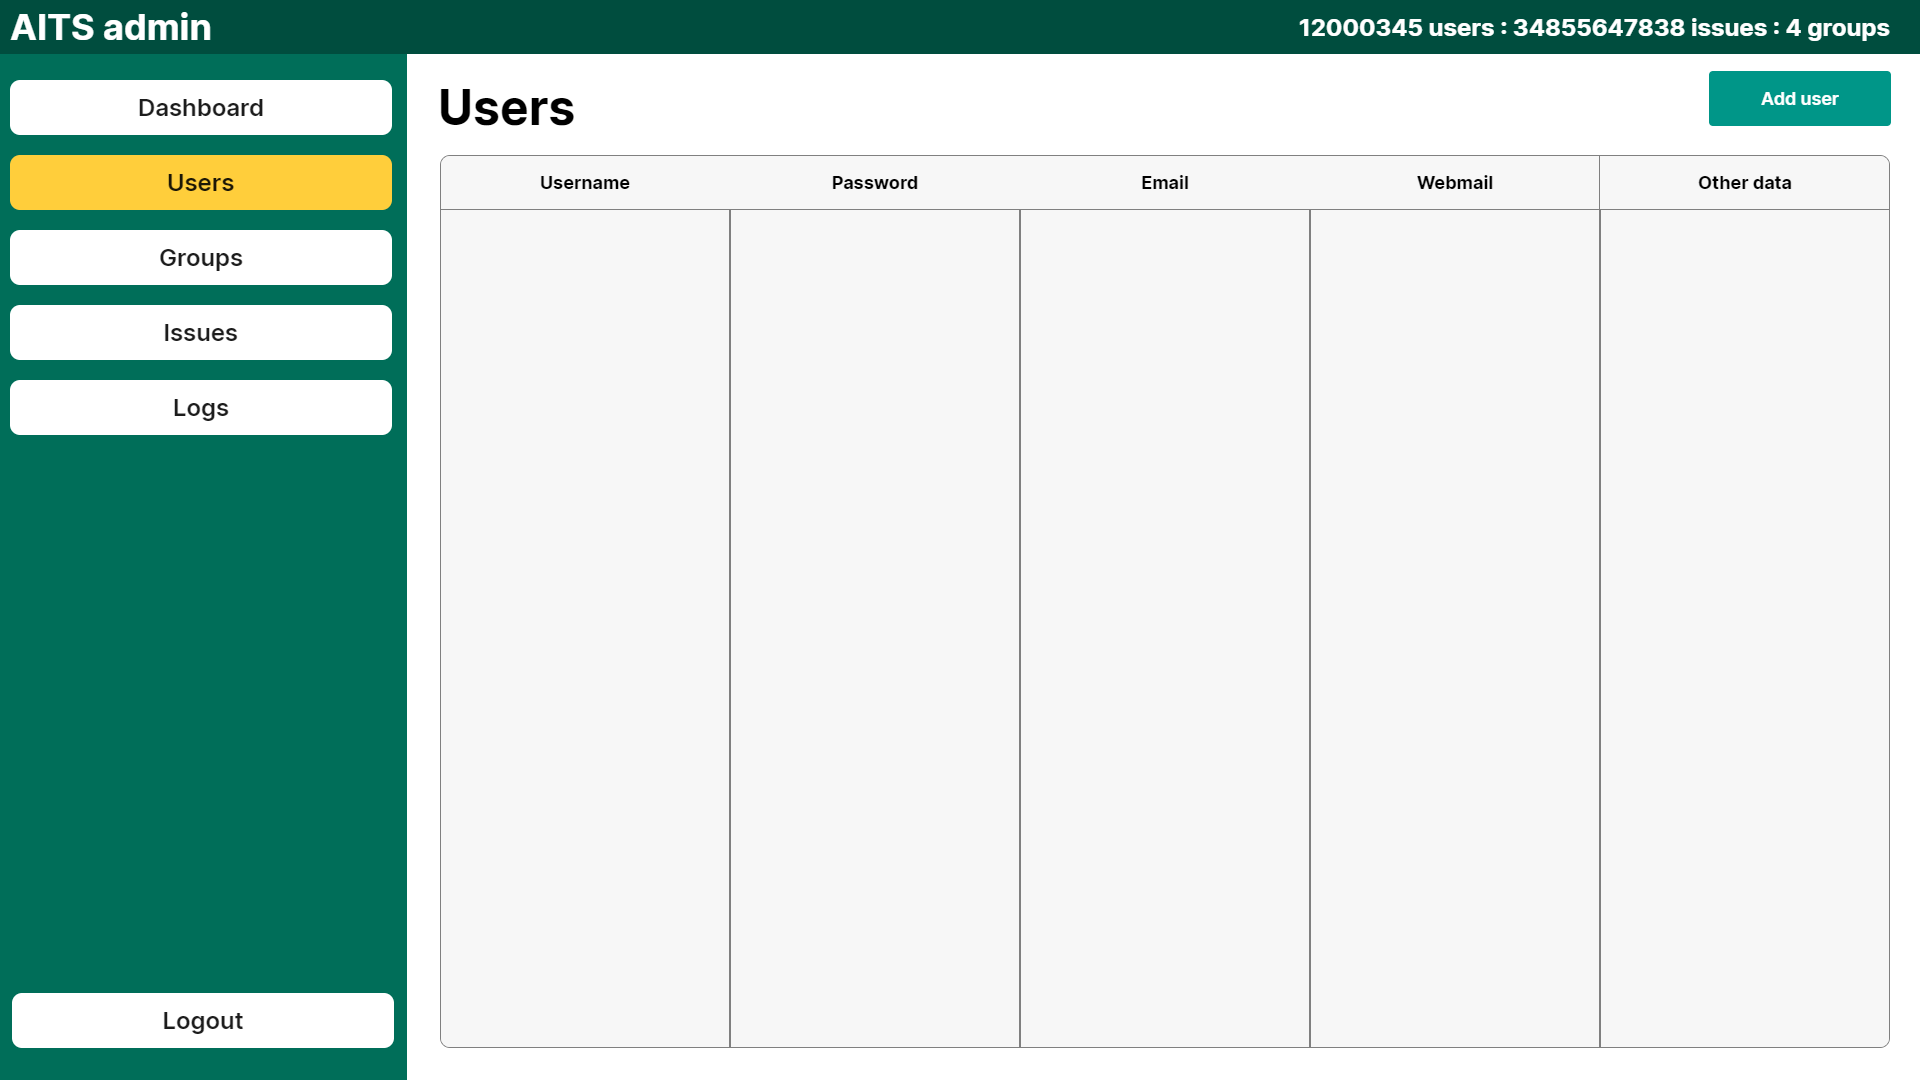 AITS admin
12000345 users : 34855647838 issues : 4 groups
Dashboard
Users
Groups
Issues
Logs
Logout
Users
Add user
Username
Password
Email
Webmail
Other data